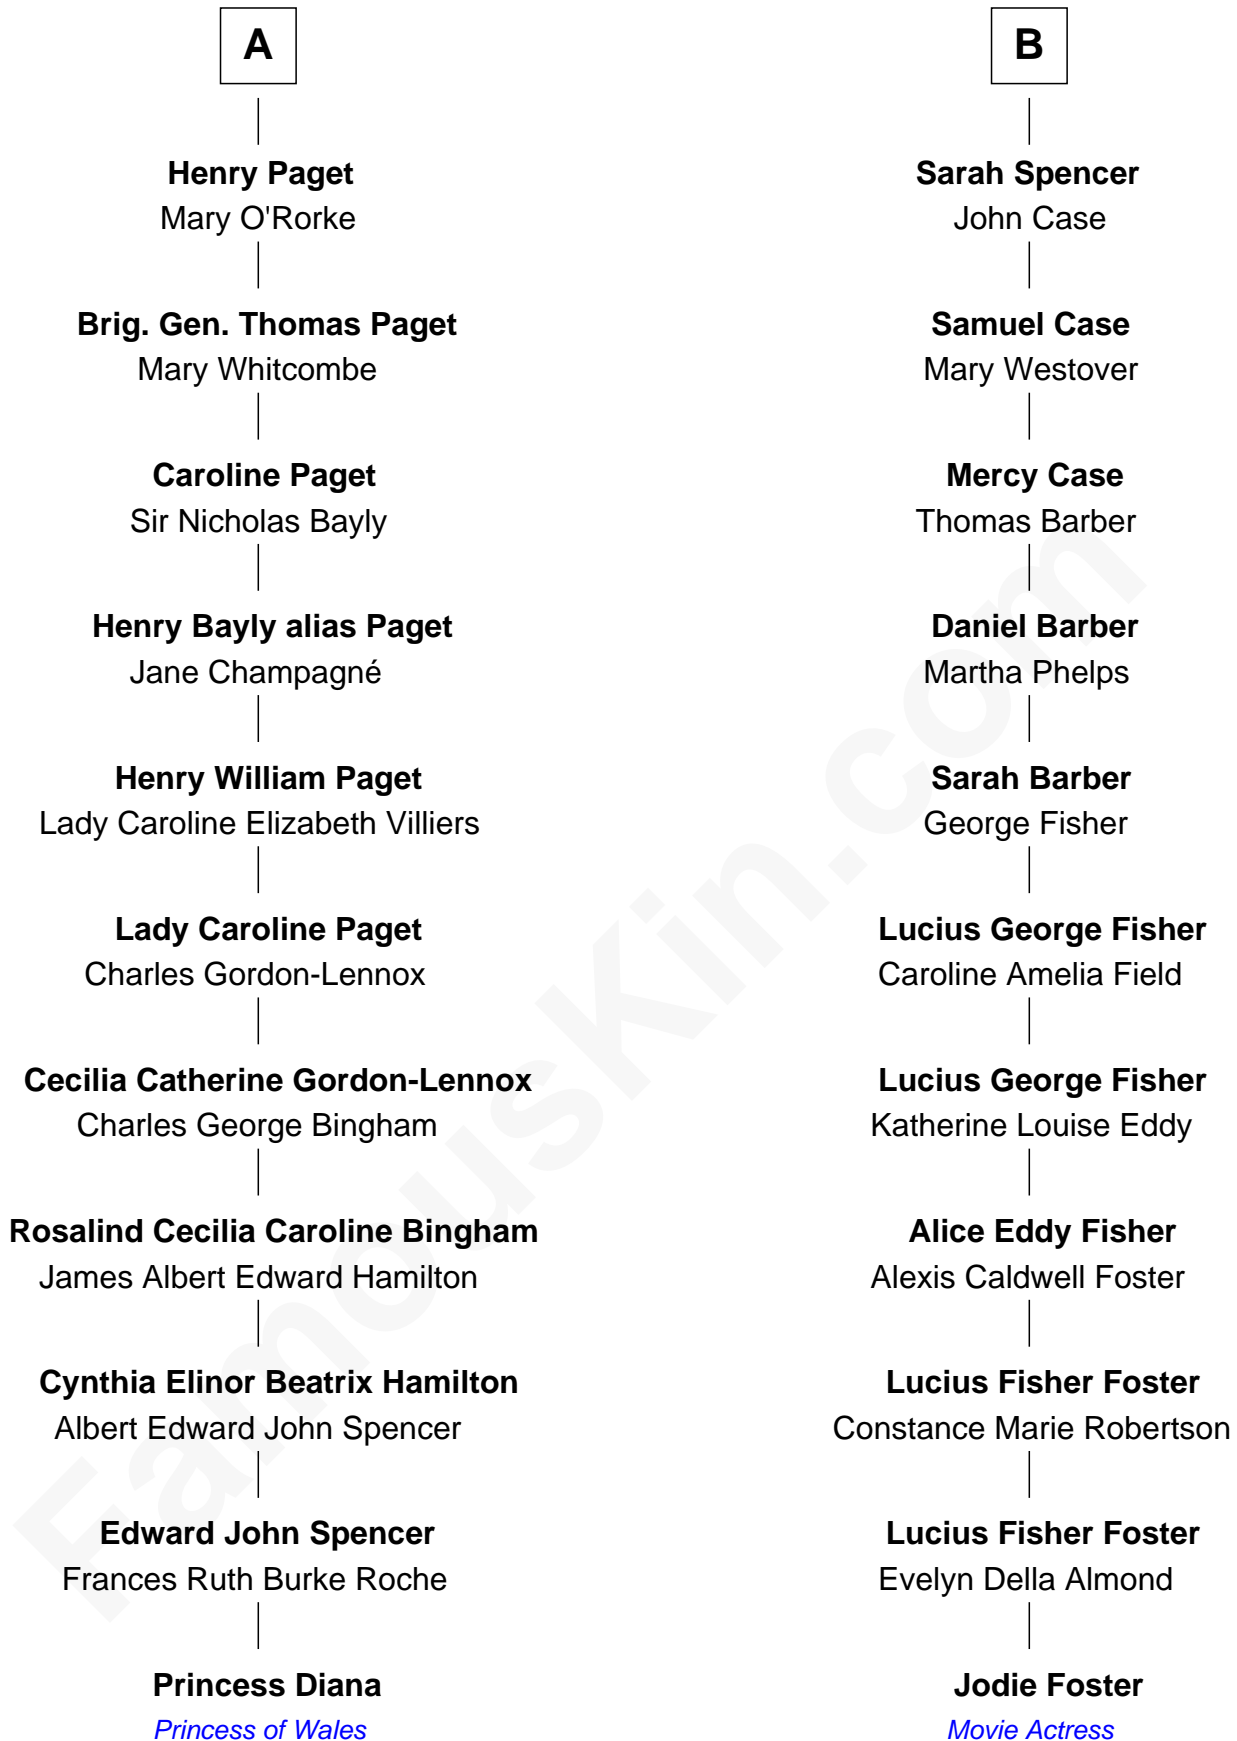 A
Henry Paget
Mary O'Rorke
Brig. Gen. Thomas Paget
Mary Whitcombe
Caroline Paget
Sir Nicholas Bayly
Henry Bayly alias Paget
Jane Champagné
Henry William Paget
Lady Caroline Elizabeth Villiers
Lady Caroline Paget
Charles Gordon-Lennox
Cecilia Catherine Gordon-Lennox
Charles George Bingham
Rosalind Cecilia Caroline Bingham
James Albert Edward Hamilton
Cynthia Elinor Beatrix Hamilton
Albert Edward John Spencer
Edward John Spencer
Frances Ruth Burke Roche
Princess Diana
Princess of Wales
B
Sarah Spencer
John Case
Samuel Case
Mary Westover
Mercy Case
Thomas Barber
Daniel Barber
Martha Phelps
Sarah Barber
George Fisher
Lucius George Fisher
Caroline Amelia Field
Lucius George Fisher
Katherine Louise Eddy
Alice Eddy Fisher
Alexis Caldwell Foster
Lucius Fisher Foster
Constance Marie Robertson
Lucius Fisher Foster
Evelyn Della Almond
Jodie Foster
Movie Actress
FamousKin.com